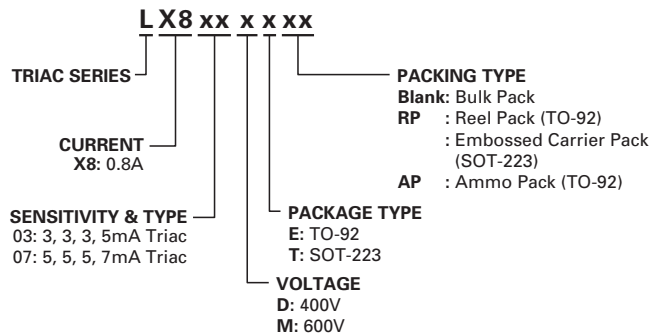 L X8 xx x x xx
TRIAC SERIES
CURRENT
X8: 0.8A
SENSITIVITY & TYPE
03: 3, 3, 3, 5mA Triac
07: 5, 5, 5, 7mA Triac
VOLTAGE
D: 400V
M: 600V
PACKAGE TYPE
E: TO-92
T: SOT-223
PACKING TYPE
Blank: Bulk Pack
RP : Reel Pack (TO-92)
: Embossed Carrier Pack
(SOT-223)
AP : Ammo Pack (TO-92)